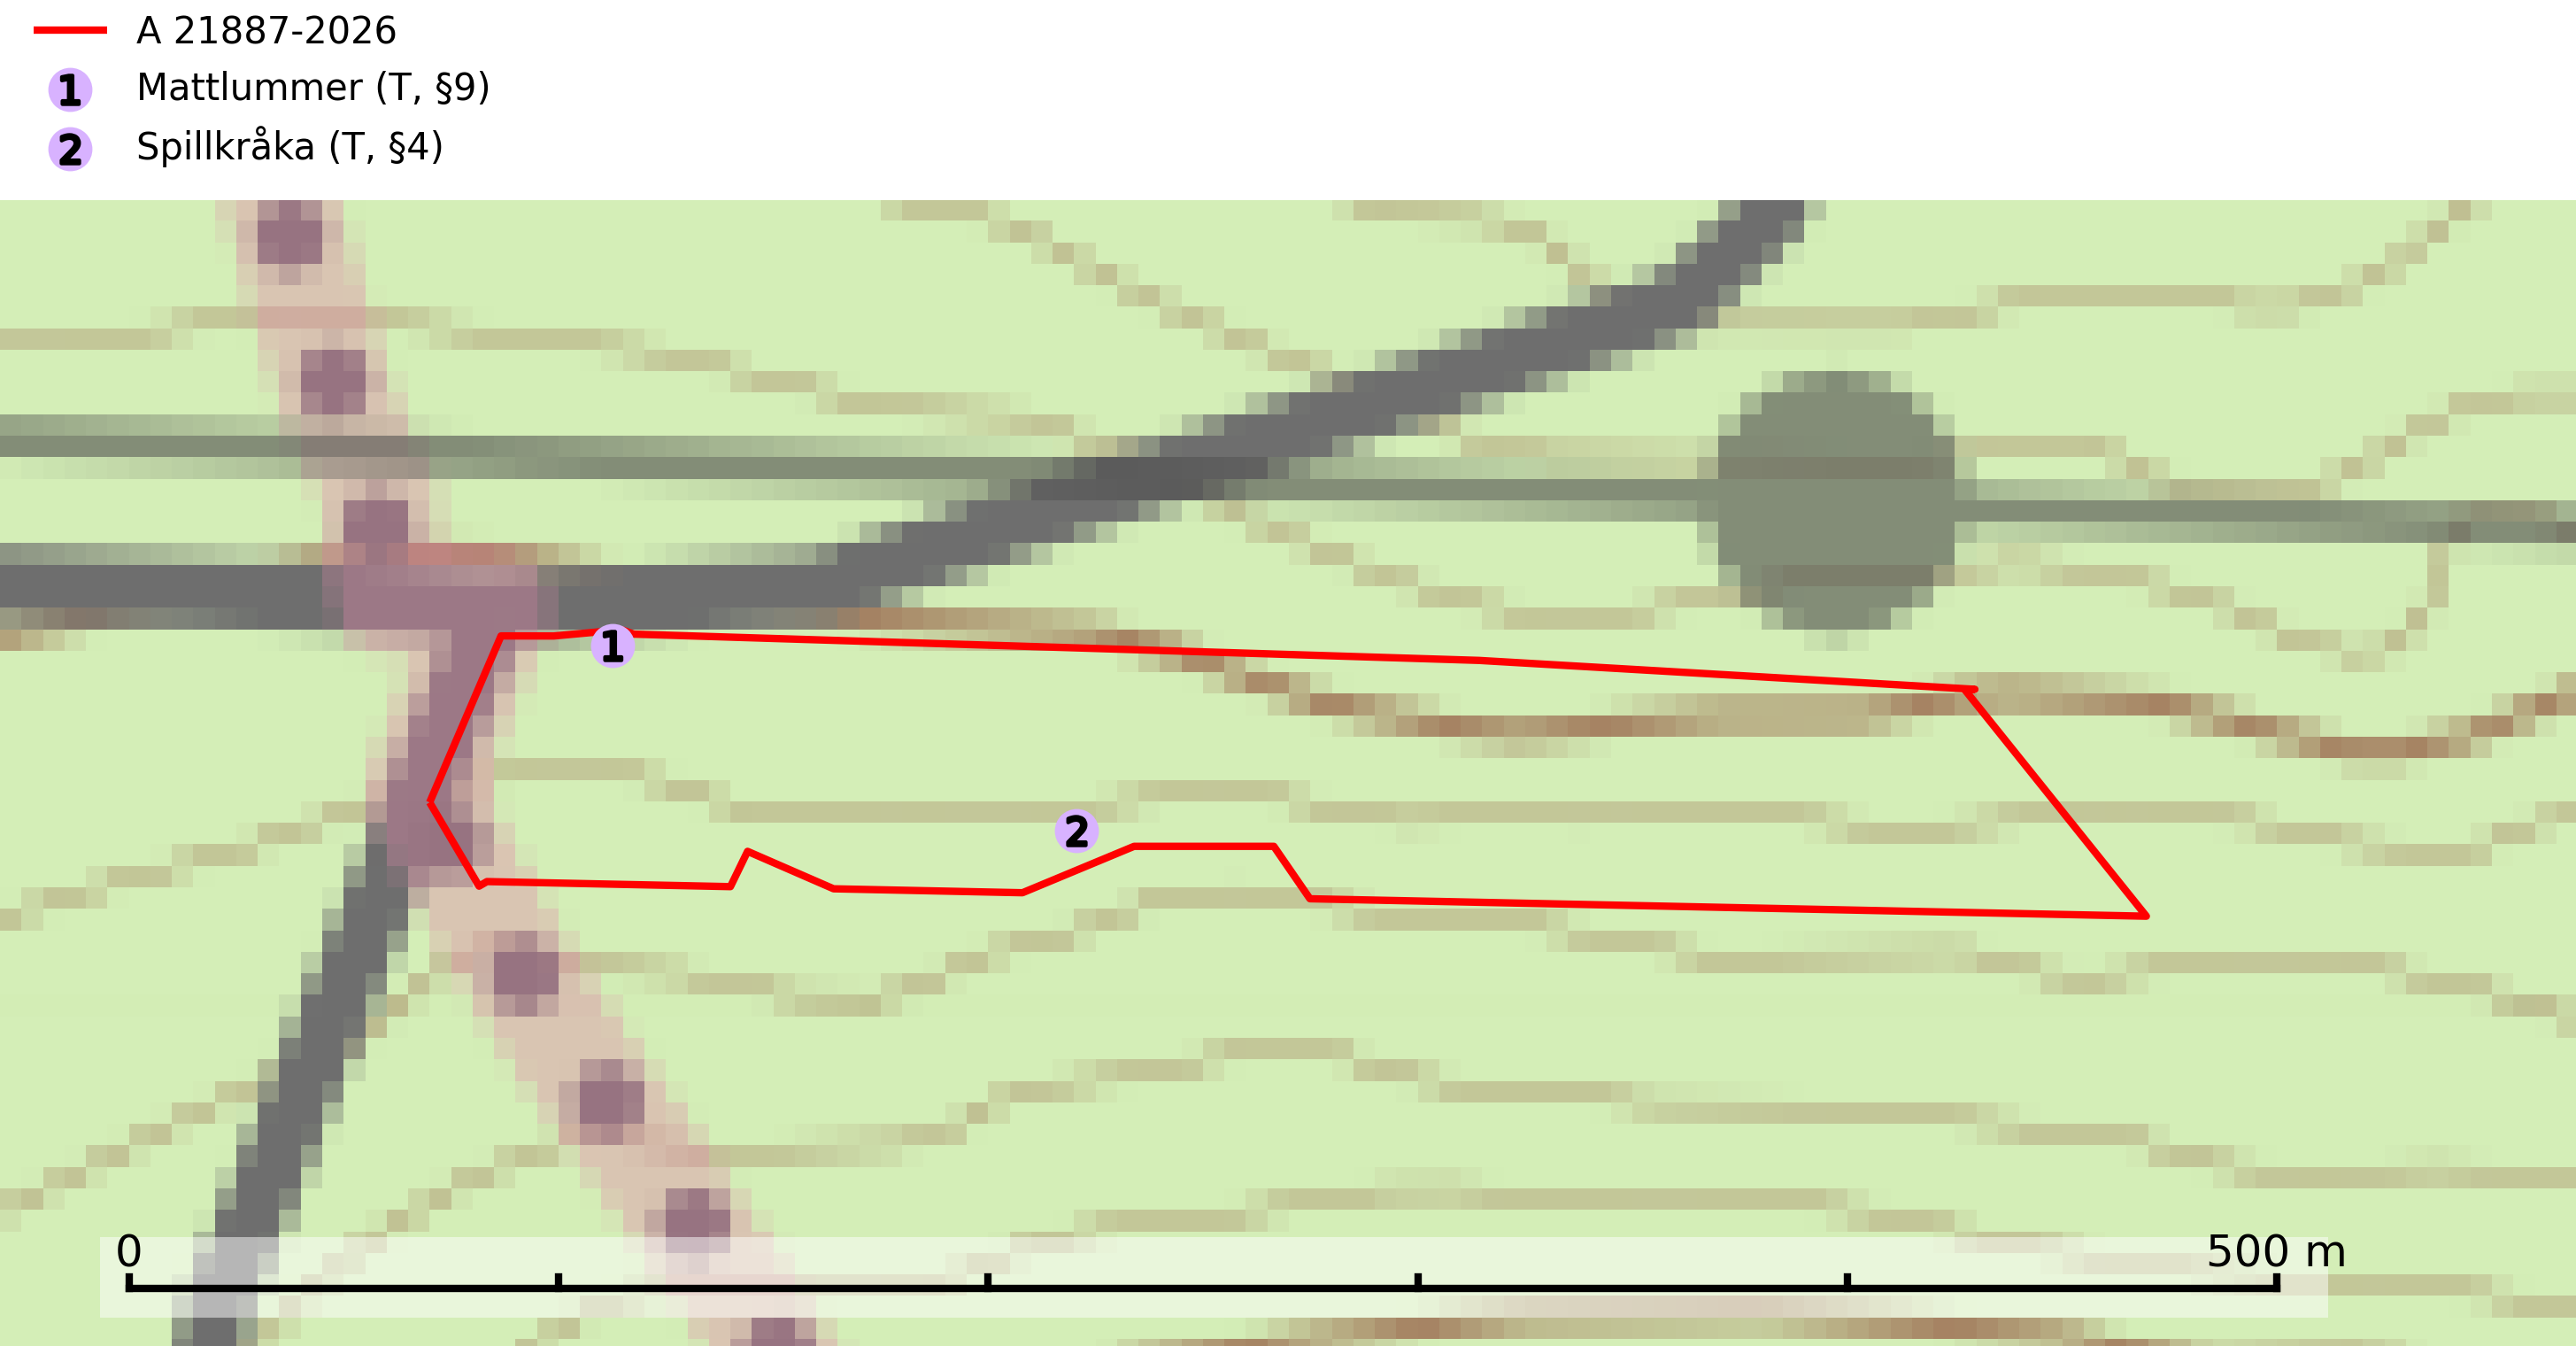 A 21887-2026
1 Mattlummer (T, §9)
2 Spillkråka (T, §4)
1
2
0 500 m